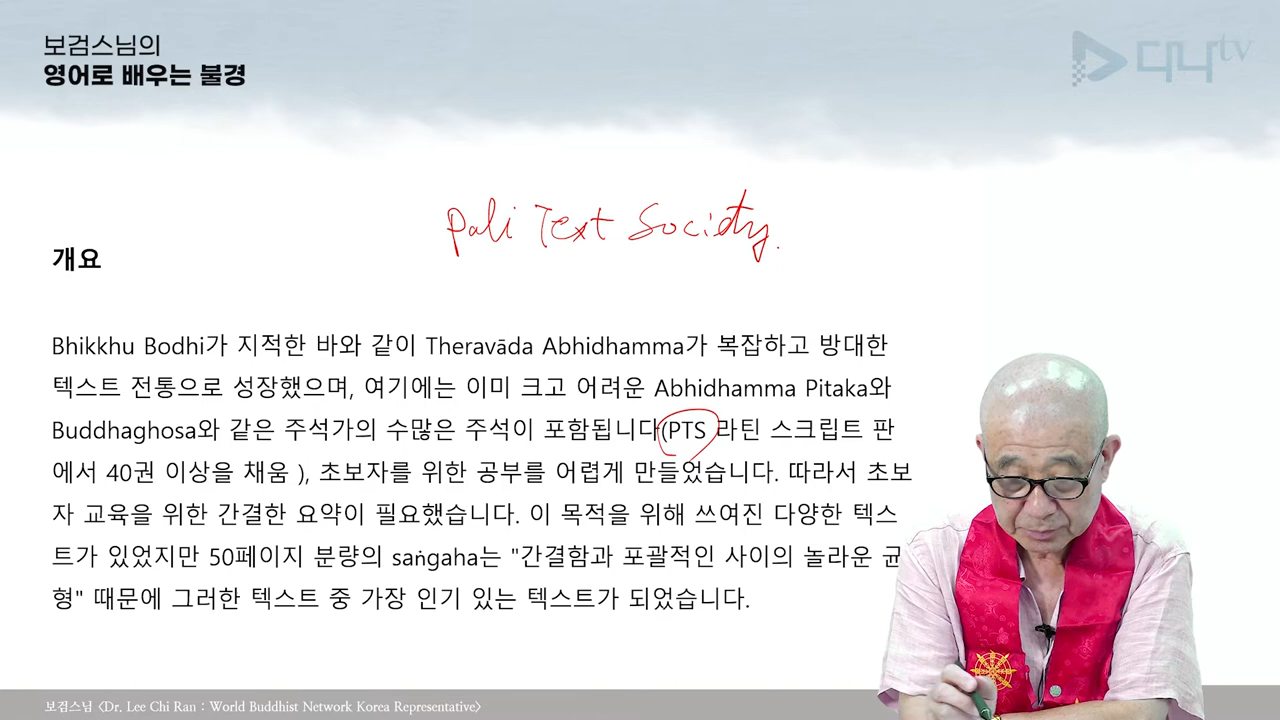 보검스님의
영어로 배우는 불경
디나tv
Pali Text Society.
개요
Bhikkhu Bodhi가 지적한 바와 같이 Theravāda Abhidhamma가 복잡하고 방대한
텍스트 전통으로 성장했으며, 여기에는 이미 크고 어려운 Abhidhamma Pitaka와
Buddhaghosa와 같은 주석가의 수많은 주석이 포함됩니다(PTS 라틴 스크립트 판
에서 40권 이상을 채움 ), 초보자를 위한 공부를 어렵게 만들었습니다. 따라서 초보
자 교육을 위한 간결한 요약이 필요했습니다. 이 목적을 위해 쓰여진 다양한 텍스
트가 있었지만 50페이지 분량의 saṅgaha는 "간결함과 포괄적인 사이의 놀라운 균
형" 때문에 그러한 텍스트 중 가장 인기 있는 텍스트가 되었습니다.
보검스님 <Dr. Lee Chi Ran : World Buddhist Network Korea Representative>